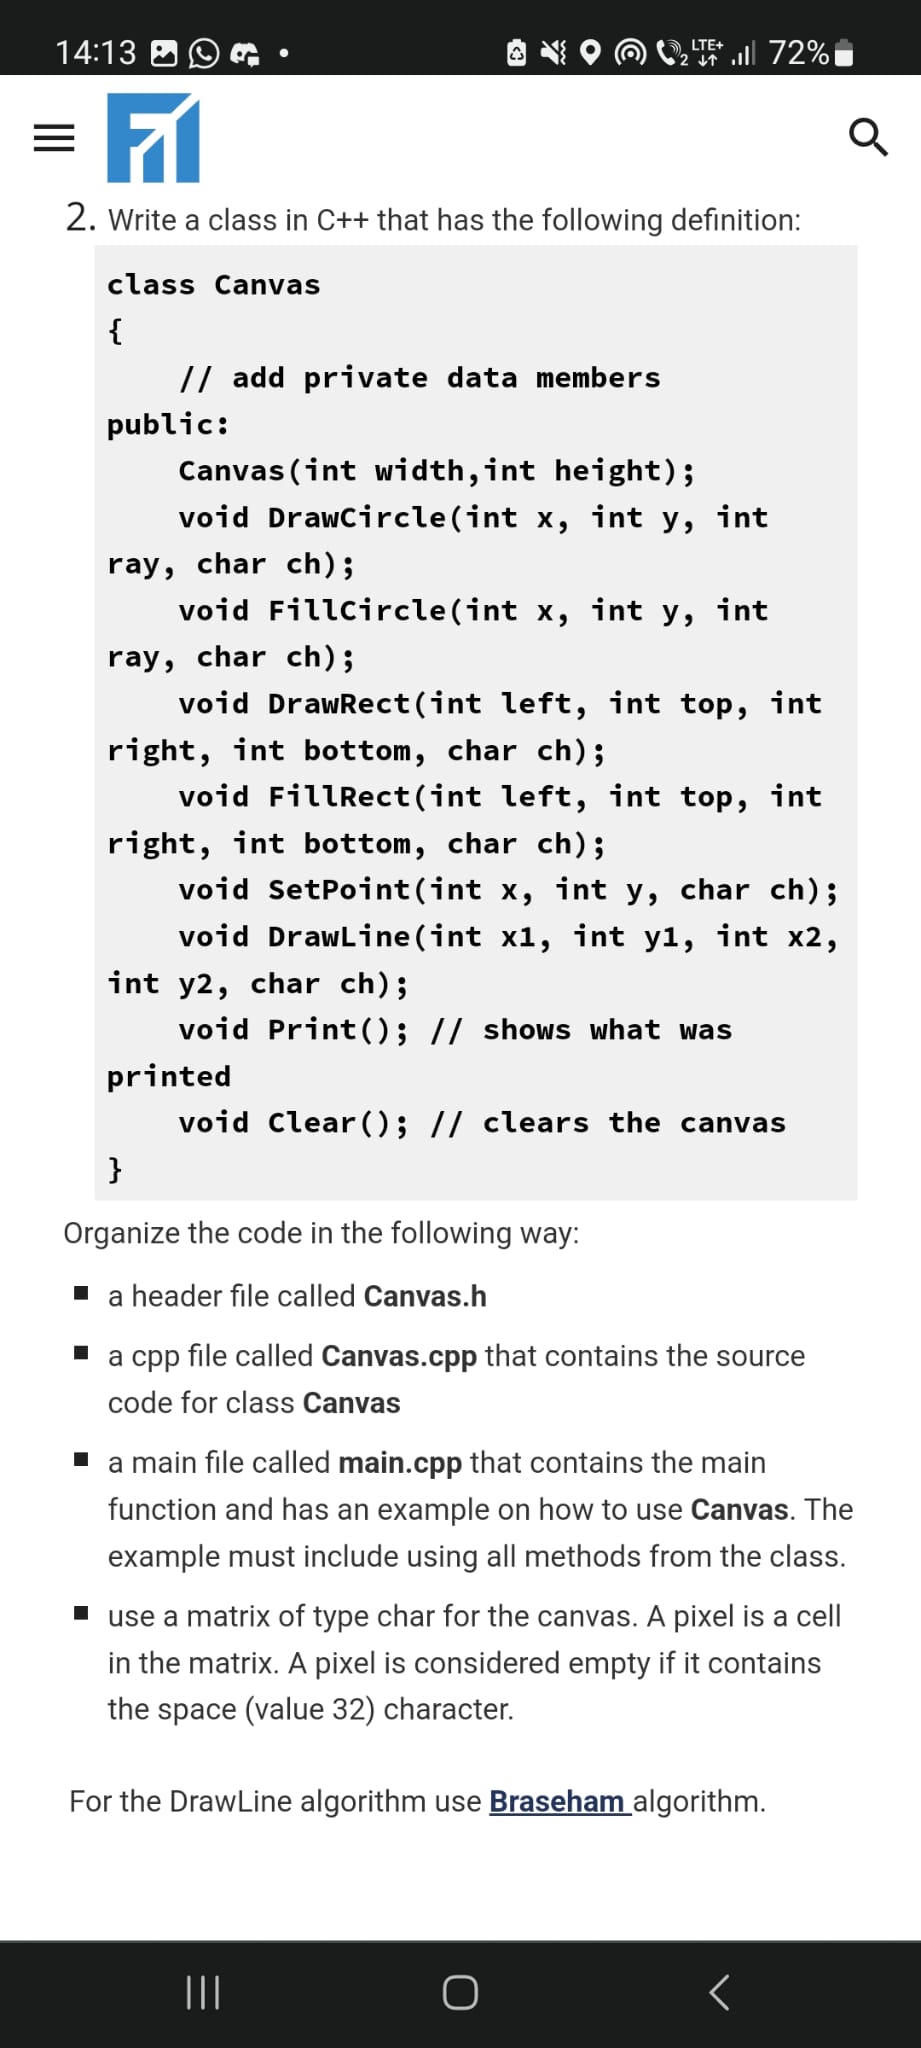 14:13
2 LTE+ 72%
2. Write a class in C++ that has the following definition:
class Canvas
{
    // add private data members
public:
    Canvas(int width,int height);
    void DrawCircle(int x, int y, int
ray, char ch);
    void FillCircle(int x, int y, int
ray, char ch);
    void DrawRect(int left, int top, int
right, int bottom, char ch);
    void FillRect(int left, int top, int
right, int bottom, char ch);
    void SetPoint(int x, int y, char ch);
    void DrawLine(int x1, int y1, int x2,
int y2, char ch);
    void Print(); // shows what was
printed
    void Clear(); // clears the canvas
}
Organize the code in the following way:
▪ a header file called Canvas.h
▪ a cpp file called Canvas.cpp that contains the source
code for class Canvas
▪ a main file called main.cpp that contains the main
function and has an example on how to use Canvas. The
example must include using all methods from the class.
▪ use a matrix of type char for the canvas. A pixel is a cell
in the matrix. A pixel is considered empty if it contains
the space (value 32) character.
For the DrawLine algorithm use Braseham algorithm.